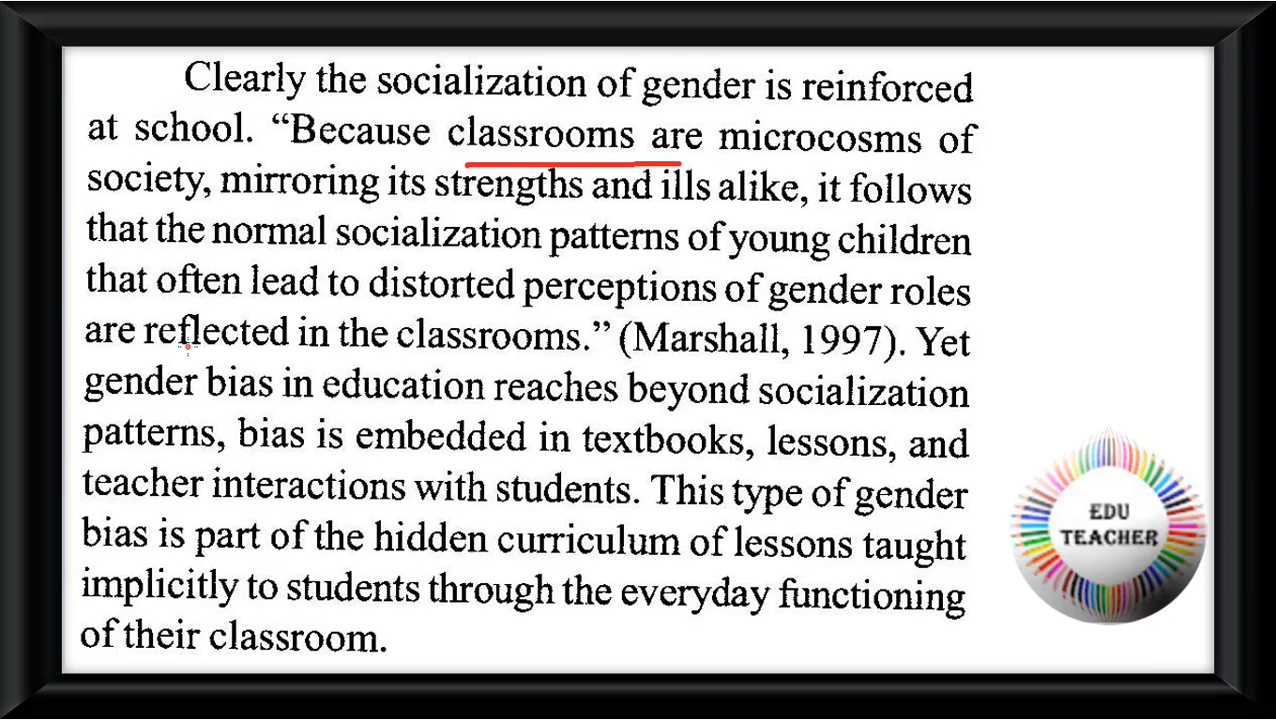 Clearly the socialization of gender is reinforced
at school. “Because classrooms are microcosms of
society, mirroring its strengths and ills alike, it follows
that the normal socialization patterns of young children
that often lead to distorted perceptions of gender roles
are reflected in the classrooms.” (Marshall, 1997). Yet
gender bias in education reaches beyond socialization
patterns, bias is embedded in textbooks, lessons, and
teacher interactions with students. This type of gender
bias is part of the hidden curriculum of lessons taught
implicitly to students through the everyday functioning
of their classroom.
EDU
TEACHER